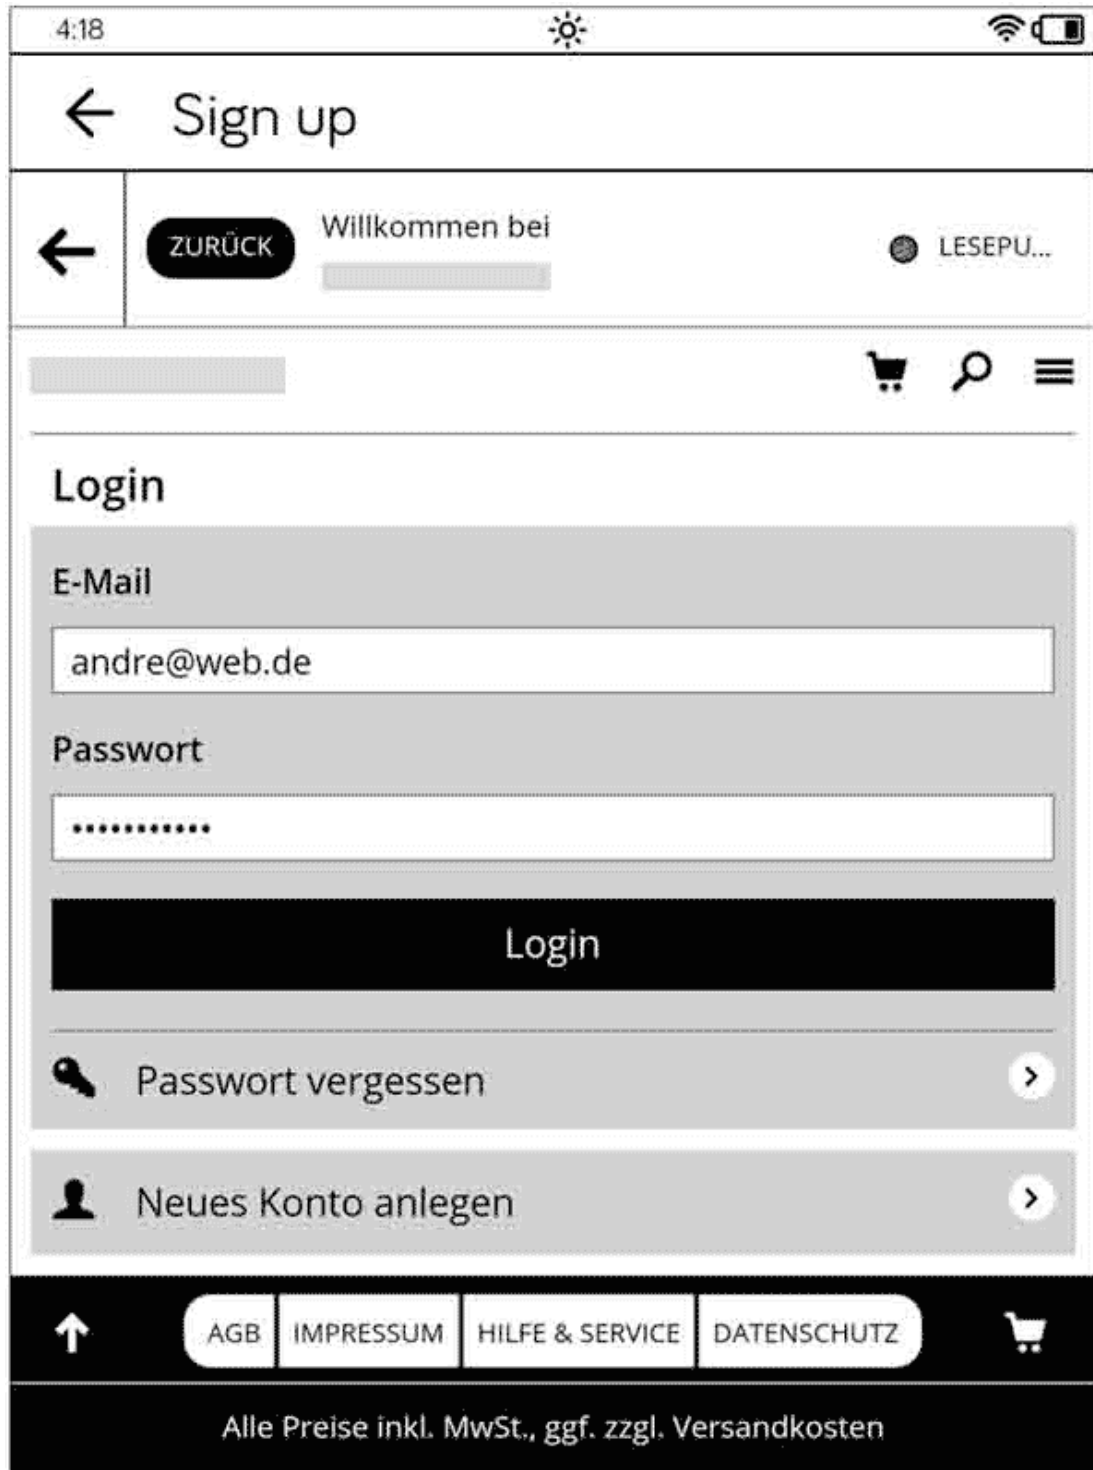 4:18
Sign up
ZURÜCK
Willkommen bei
LESEPU...
Login
E-Mail
andre@web.de
Passwort
•••••••••••
Login
Passwort vergessen
Neues Konto anlegen
AGB
IMPRESSUM
HILFE & SERVICE
DATENSCHUTZ
Alle Preise inkl. MwSt., ggf. zzgl. Versandkosten